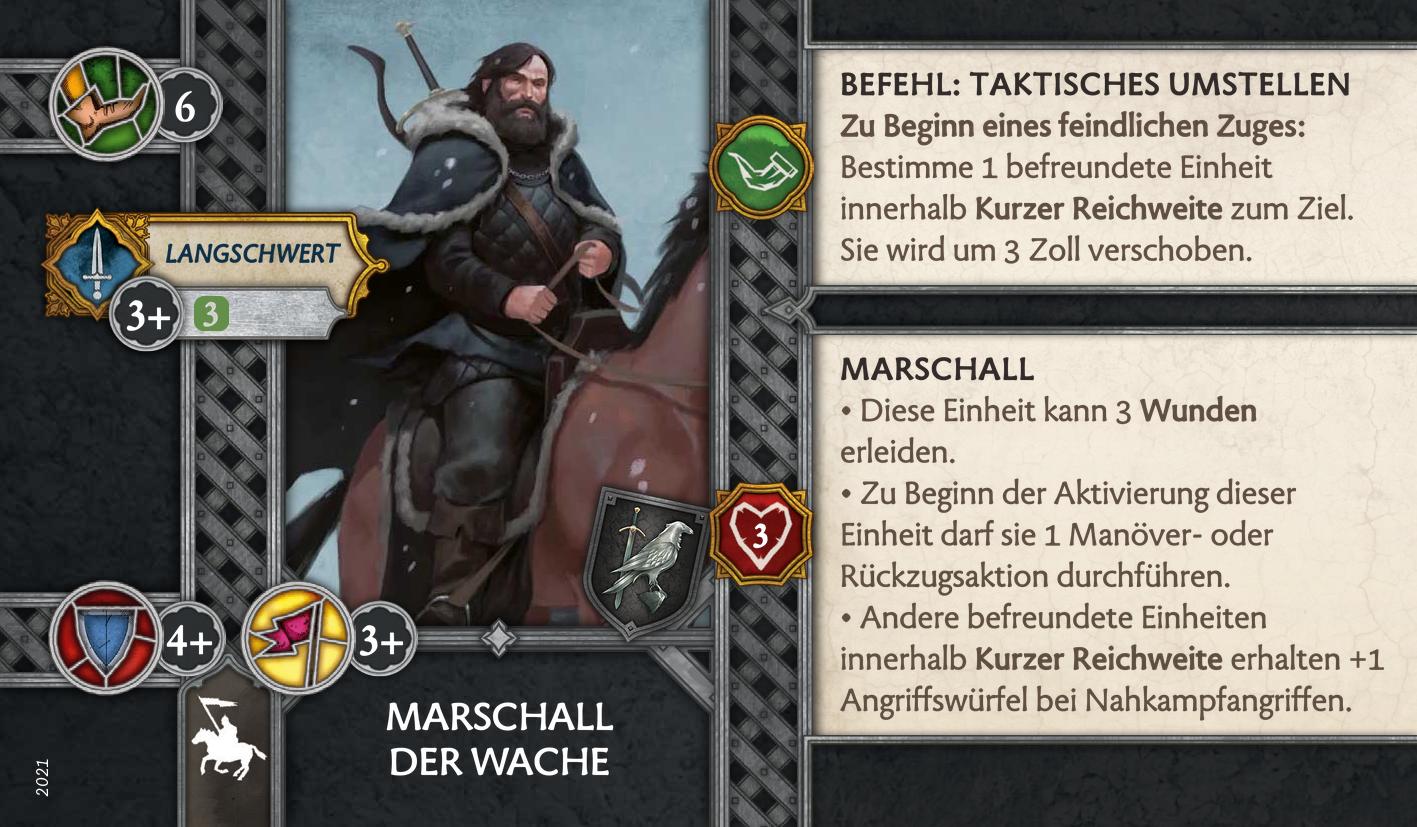 6
LANGSCHWERT
3+ 3
4+ 3+
MARSCHALL
DER WACHE
2021
BEFEHL: TAKTISCHES UMSTELLEN
Zu Beginn eines feindlichen Zuges:
Bestimme 1 befreundete Einheit
innerhalb Kurzer Reichweite zum Ziel.
Sie wird um 3 Zoll verschoben.
3
MARSCHALL
• Diese Einheit kann 3 Wunden
erleiden.
• Zu Beginn der Aktivierung dieser
Einheit darf sie 1 Manöver- oder
Rückzugsaktion durchführen.
• Andere befreundete Einheiten
innerhalb Kurzer Reichweite erhalten +1
Angriffswürfel bei Nahkampfangriffen.